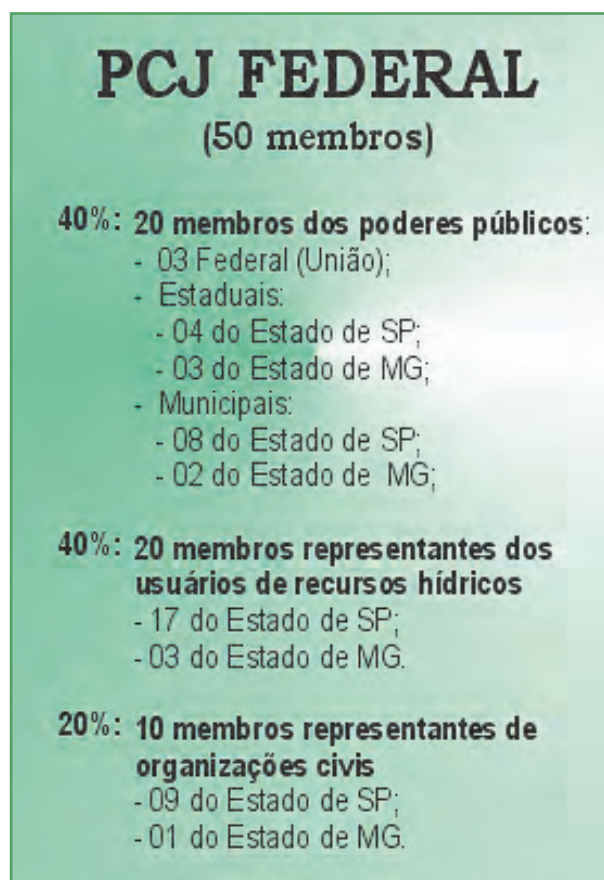 PCJ FEDERAL
(50 membros)
40%: 20 membros dos poderes públicos:
- 03 Federal (União);
- Estaduais:
- 04 do Estado de SP;
- 03 do Estado de MG;
- Municipais:
- 08 do Estado de SP;
- 02 do Estado de MG;
40%: 20 membros representantes dos
usuários de recursos hídricos
- 17 do Estado de SP;
- 03 do Estado de MG.
20%: 10 membros representantes de
organizações civis
- 09 do Estado de SP;
- 01 do Estado de MG.